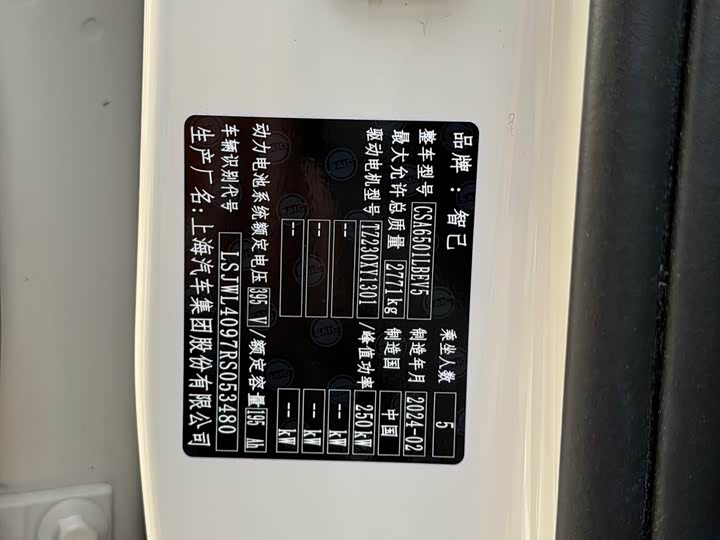 品牌：智己 乘坐人数 5
整车型号 CSA6501LBEV5 制造年月 2024-02
最大允许总质量 2771 kg 制造国 中国
驱动电机型号 TZ230XY1301 /峰值功率 250 kW
-- -- kW
-- -- kW
-- -- kW
动力电池系统额定电压 395 V/额定容量 195 Ah
车辆识别代号 LSJWL4097RS053480
生产厂名:上海汽车集团股份有限公司
SAIC